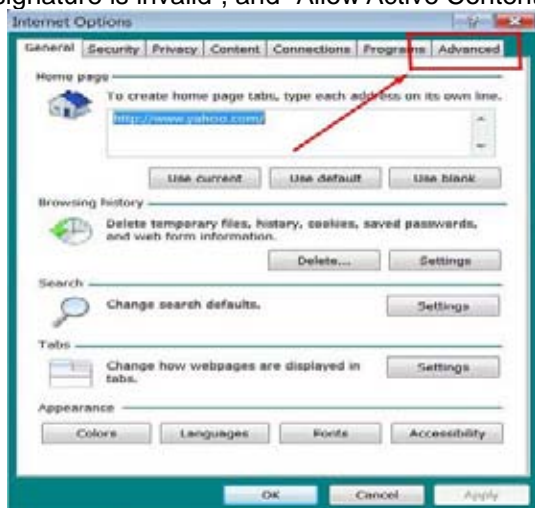 signature is invalid", and "Allow Active Content
Internet Options
General Security Privacy Content Connections Programs Advanced
Home page
To create home page tabs, type each address on its own line.
http://www.yahoo.com/
Use current Use default Use blank
Browsing history
Delete temporary files, history, cookies, saved passwords,
and web form information.
Delete... Settings
Search
Change search defaults.
Settings
Tabs
Change how webpages are displayed in
tabs.
Settings
Appearance
Colors Languages Fonts Accessibility
OK Cancel Apply